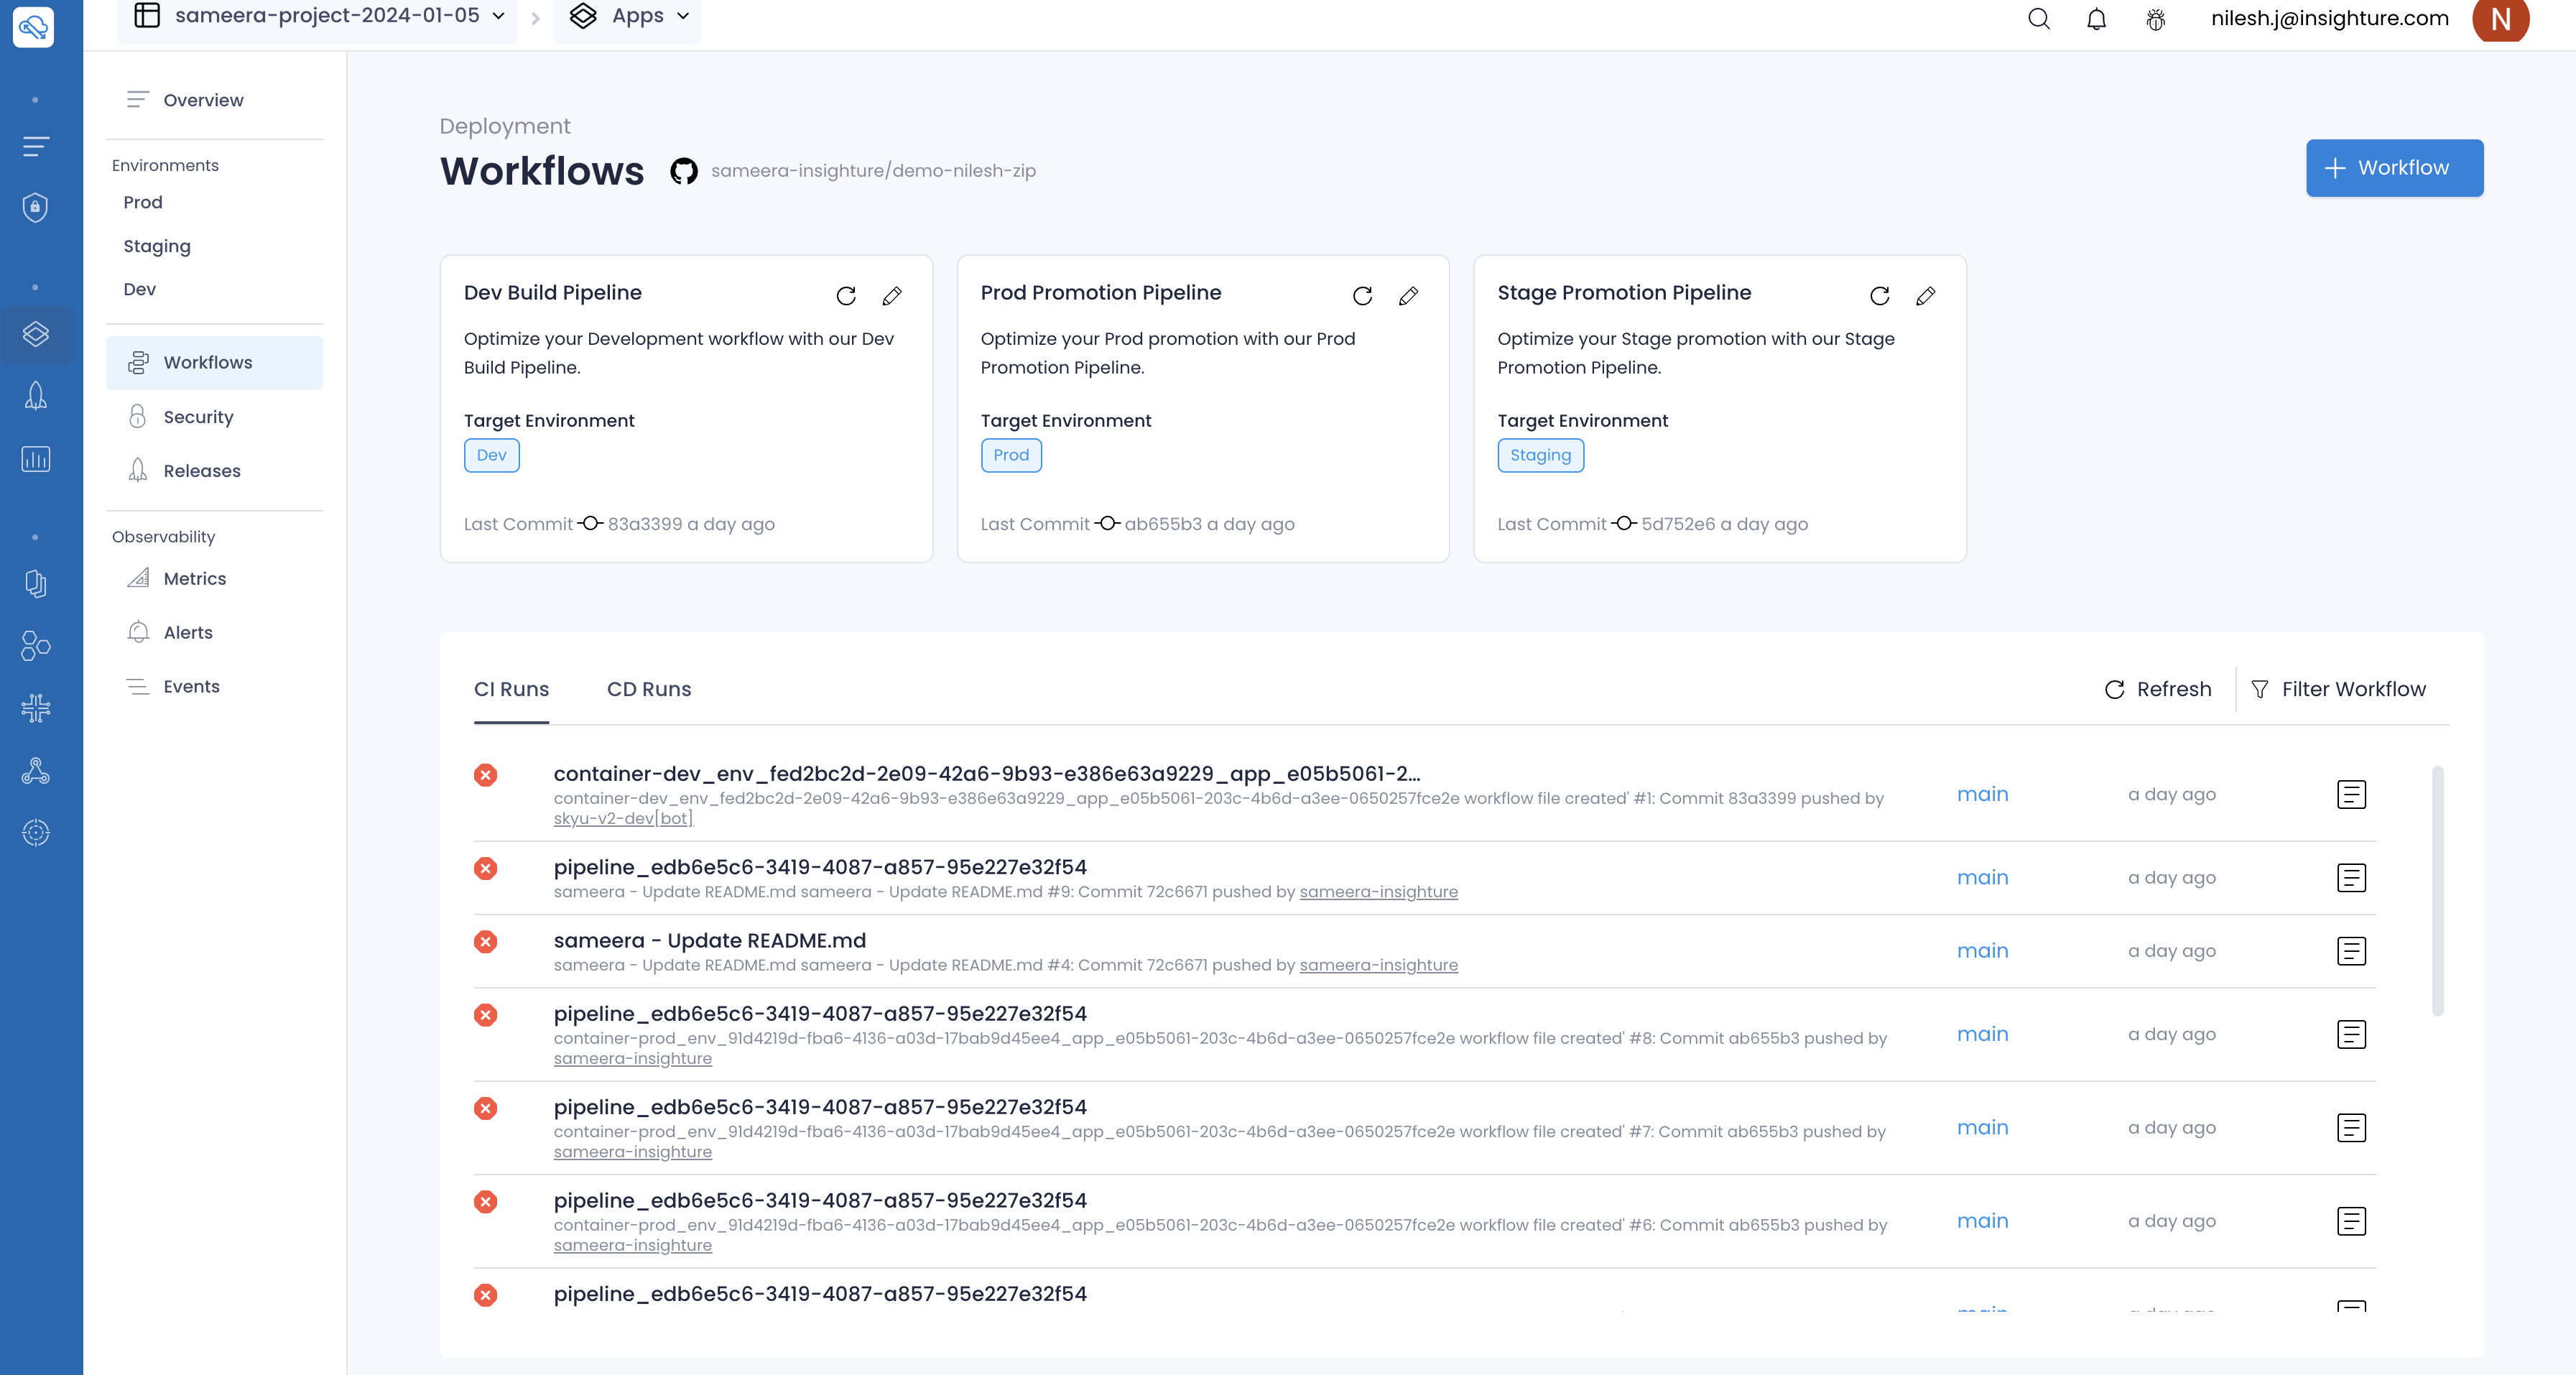 sameera-project-2024-01-05
Apps
nilesh.j@insighture.com
N
Overview
Environments
Prod
Staging
Dev
Workflows
Security
Releases
Observability
Metrics
Alerts
Events
Deployment
Workflows
sameera-insighture/demo-nilesh-zip
Workflow
Dev Build Pipeline
Optimize your Development workflow with our Dev
Build Pipeline.
Target Environment
Dev
Last Commit 83a3399 a day ago
Prod Promotion Pipeline
Optimize your Prod promotion with our Prod
Promotion Pipeline.
Target Environment
Prod
Last Commit ab655b3 a day ago
Stage Promotion Pipeline
Optimize your Stage promotion with our Stage
Promotion Pipeline.
Target Environment
Staging
Last Commit 5d752e6 a day ago
CI Runs
CD Runs
Refresh
Filter Workflow
container-dev_env_fed2bc2d-2e09-42a6-9b93-e386e63a9229_app_e05b5061-2...
container-dev_env_fed2bc2d-2e09-42a6-9b93-e386e63a9229_app_e05b5061-203c-4b6d-a3ee-0650257fce2e workflow file created' #1: Commit 83a3399 pushed by
skyu-v2-dev[bot]
main
a day ago
pipeline_edb6e5c6-3419-4087-a857-95e227e32f54
sameera - Update README.md sameera - Update README.md #9: Commit 72c6671 pushed by sameera-insighture
main
a day ago
sameera - Update README.md
sameera - Update README.md sameera - Update README.md #4: Commit 72c6671 pushed by sameera-insighture
main
a day ago
pipeline_edb6e5c6-3419-4087-a857-95e227e32f54
container-prod_env_91d4219d-fba6-4136-a03d-17bab9d45ee4_app_e05b5061-203c-4b6d-a3ee-0650257fce2e workflow file created' #8: Commit ab655b3 pushed by
sameera-insighture
main
a day ago
pipeline_edb6e5c6-3419-4087-a857-95e227e32f54
container-prod_env_91d4219d-fba6-4136-a03d-17bab9d45ee4_app_e05b5061-203c-4b6d-a3ee-0650257fce2e workflow file created' #7: Commit ab655b3 pushed by
sameera-insighture
main
a day ago
pipeline_edb6e5c6-3419-4087-a857-95e227e32f54
container-prod_env_91d4219d-fba6-4136-a03d-17bab9d45ee4_app_e05b5061-203c-4b6d-a3ee-0650257fce2e workflow file created' #6: Commit ab655b3 pushed by
sameera-insighture
main
a day ago
pipeline_edb6e5c6-3419-4087-a857-95e227e32f54